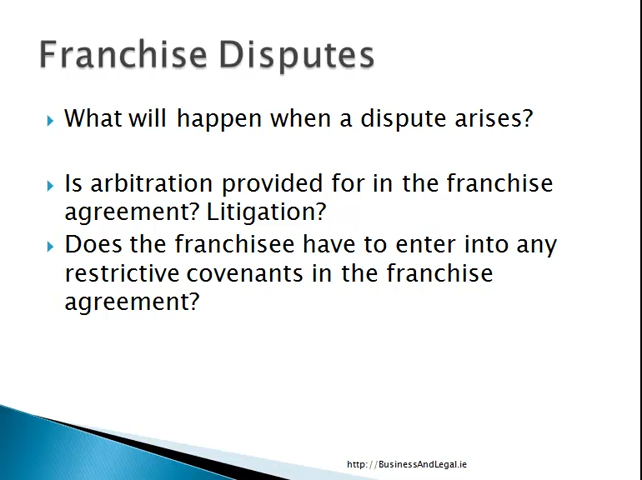 Franchise Disputes
What will happen when a dispute arises?
Is arbitration provided for in the franchise
agreement? Litigation?
Does the franchisee have to enter into any
restrictive covenants in the franchise
agreement?
http://BusinessAndLegal.ie